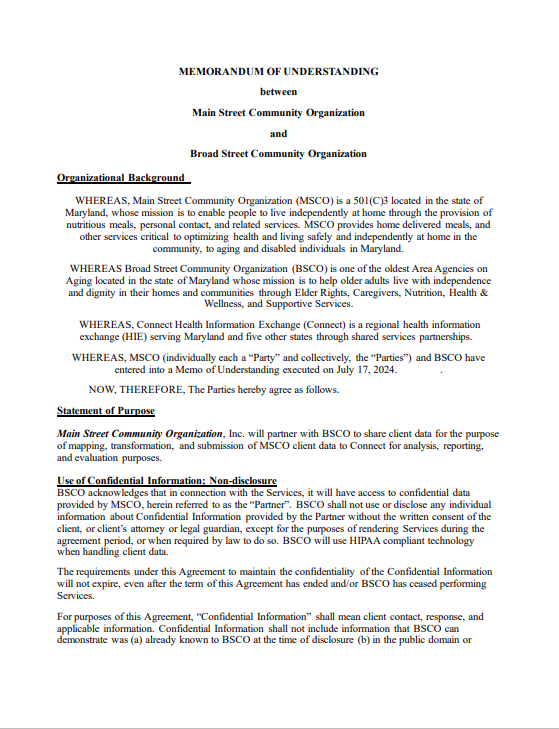 MEMORANDUM OF UNDERSTANDING
between
Main Street Community Organization
and
Broad Street Community Organization
Organizational Background
WHEREAS, Main Street Community Organization (MSCO) is a 501(C)3 located in the state of
Maryland, whose mission is to enable people to live independently at home through the provision of
nutritious meals, personal contact, and related services. MSCO provides home delivered meals, and
other services critical to optimizing health and living safely and independently at home in the
community, to aging and disabled individuals in Maryland.
WHEREAS Broad Street Community Organization (BSCO) is one of the oldest Area Agencies on
Aging located in the state of Maryland whose mission is to help older adults live with independence
and dignity in their homes and communities through Elder Rights, Caregivers, Nutrition, Health &
Wellness, and Supportive Services.
WHEREAS, Connect Health Information Exchange (Connect) is a regional health information
exchange (HIE) serving Maryland and five other states through shared services partnerships.
WHEREAS, MSCO (individually each a “Party” and collectively, the “Parties”) and BSCO have
entered into a Memo of Understanding executed on July 17, 2024. .
NOW, THEREFORE, The Parties hereby agree as follows.
Statement of Purpose
Main Street Community Organization, Inc. will partner with BSCO to share client data for the purpose
of mapping, transformation, and submission of MSCO client data to Connect for analysis, reporting,
and evaluation purposes.
Use of Confidential Information; Non-disclosure
BSCO acknowledges that in connection with the Services, it will have access to confidential data
provided by MSCO, herein referred to as the “Partner”. BSCO shall not use or disclose any individual
information about Confidential Information provided by the Partner without the written consent of the
client, or client’s attorney or legal guardian, except for the purposes of rendering Services during the
agreement period, or when required by law to do so. BSCO will use HIPAA compliant technology
when handling client data.
The requirements under this Agreement to maintain the confidentiality of the Confidential Information
will not expire, even after the term of this Agreement has ended and/or BSCO has ceased performing
Services.
For purposes of this Agreement, “Confidential Information” shall mean client contact, response, and
applicable information. Confidential Information shall not include information that BSCO can
demonstrate was (a) already known to BSCO at the time of disclosure (b) in the public domain or